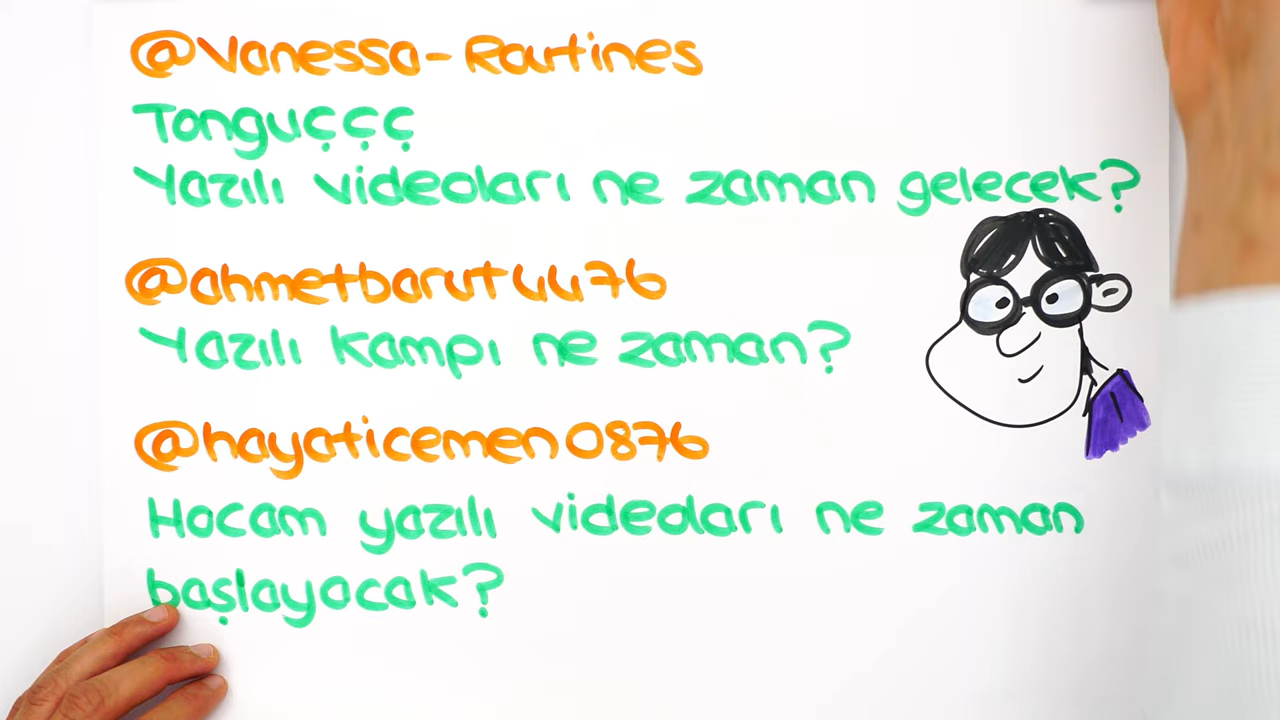 @Vanessa-Routines
Tonguççç
Yazılı videoları ne zaman gelecek?
@ahmetbarut4476
Yazılı kampı ne zaman?
@hayaticemen0876
Hocam yazılı videoları ne zaman
başlayacak?